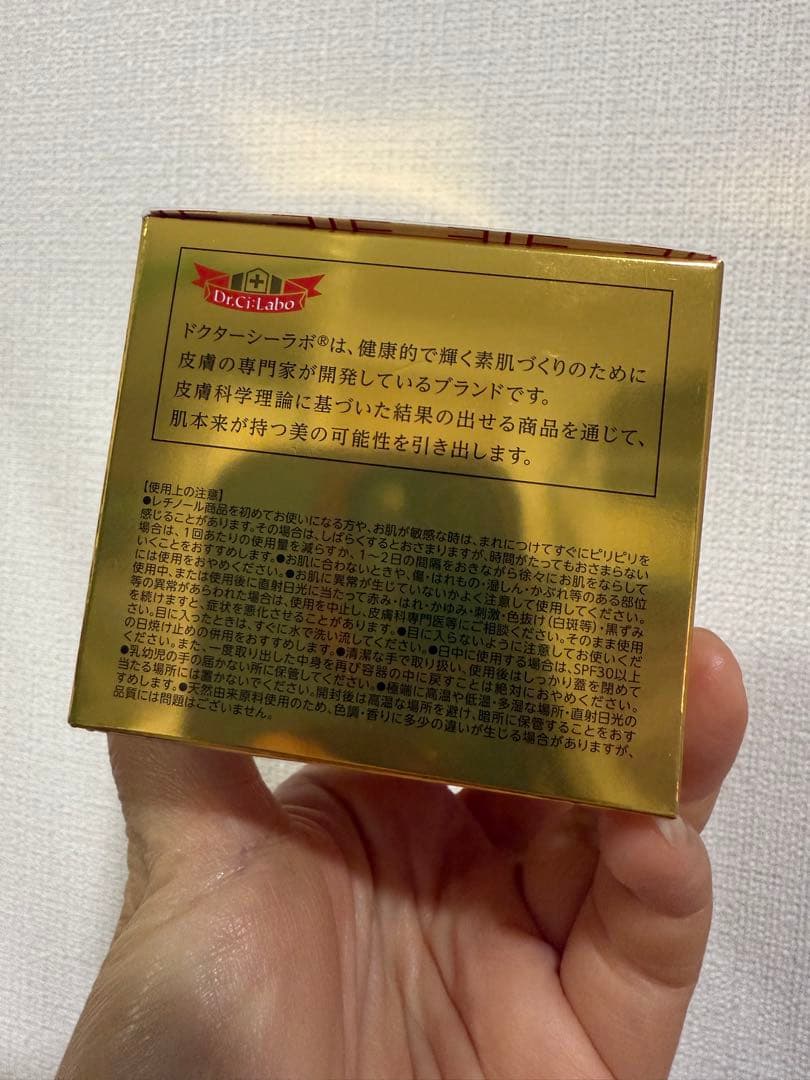 Dr.Ci:Labo
ドクターシーラボ®は、健康的で輝く素肌づくりのために
皮膚の専門家が開発しているブランドです。
皮膚科学理論に基づいた結果の出せる商品を通じて、
肌本来が持つ美の可能性を引き出します。
【使用上の注意】
●レチノール商品を初めてお使いになる方や、お肌が敏感な時は、まれにつけてすぐにピリピリを
感じることがあります。その場合は、しばらくするとおさまりますが、時間がたってもおさまらない
場合は、1回あたりの使用量を減らすか、1～2日の間隔をおきながら徐々にお肌をならして
いくことをおすすめします。●お肌に合わないときや、傷・はれもの・湿しん・かぶれ等のある部位
には使用をおやめください。●お肌に異常が生じていないかよく注意して使用してください。
使用中、または使用後に直射日光に当たって赤み・はれ・かゆみ・刺激・色抜け(白斑等)・黒ずみ
等の異常があらわれた場合は、使用を中止し、皮膚科専門医等にご相談ください。そのまま使用
を続けますと、症状を悪化させることがあります。●目に入らないように注意してお使いくだ
さい。目に入ったときは、すぐに水で洗い流してください。●日中に使用する場合は、SPF30以上
の日焼け止めの併用をおすすめします。●清潔な手で取り扱い、使用後はしっかり蓋を閉めて
ください。また、一度取り出した中身を再び容器の中に戻すことは絶対におやめください。
●乳幼児の手の届かない所に保管してください。●極端に高温や低温・多湿な場所・直射日光の
当たる場所には置かないでください。開封後は高温な場所を避け、暗所に保管することをおす
すめします。●天然由来原料使用のため、色調・香りに多少の違いが生じる場合がありますが、
品質には問題はございません。